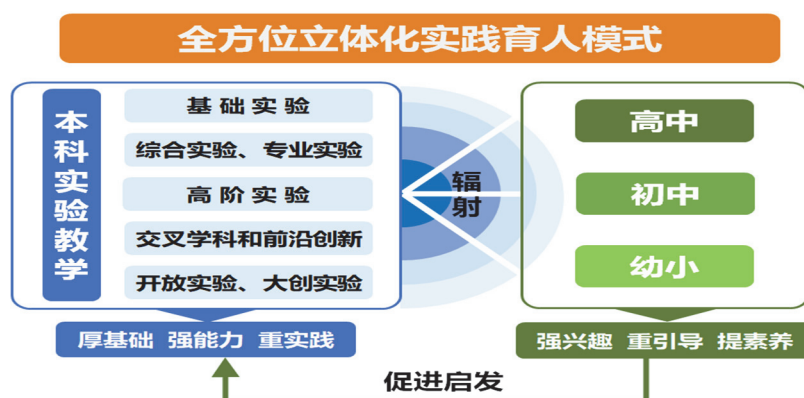 全方位立体化实践育人模式
本科实验教学
基础实验
综合实验、专业实验
高阶实验
交叉学科和前沿创新
开放实验、大创实验
辐射
高中
初中
幼小
厚基础 强能力 重实践
强兴趣 重引导 提素养
促进启发